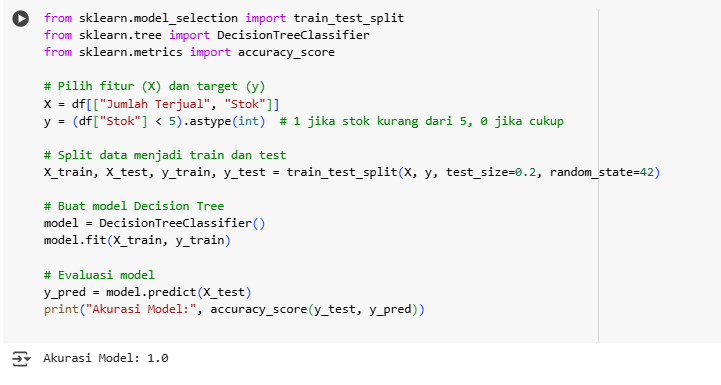 from sklearn.model_selection import train_test_split
from sklearn.tree import DecisionTreeClassifier
from sklearn.metrics import accuracy_score
# Pilih fitur (X) dan target (y)
X = df[["Jumlah Terjual", "Stok"]]
y = (df["Stok"] < 5).astype(int)  # 1 jika stok kurang dari 5, 0 jika cukup
# Split data menjadi train dan test
X_train, X_test, y_train, y_test = train_test_split(X, y, test_size=0.2, random_state=42)
# Buat model Decision Tree
model = DecisionTreeClassifier()
model.fit(X_train, y_train)
# Evaluasi model
y_pred = model.predict(X_test)
print("Akurasi Model:", accuracy_score(y_test, y_pred))
Akurasi Model: 1.0